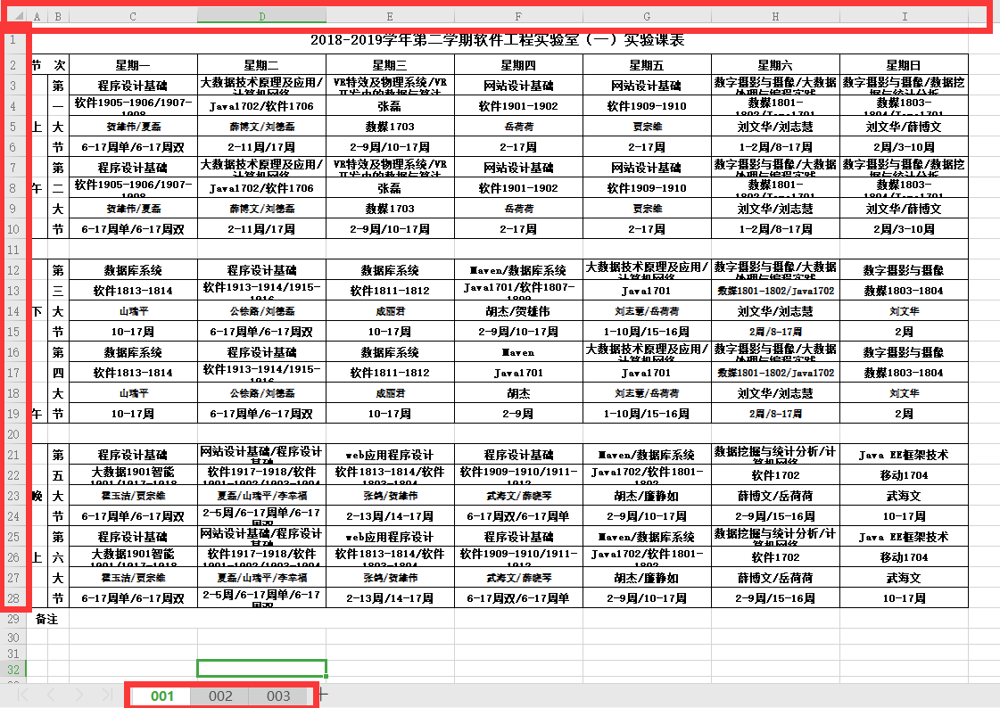 A B C D E F G H I
1 2018-2019学年第二学期软件工程实验室（一）实验课表
2 节 次 星期一 星期二 星期三 星期四 星期五 星期六 星期日
3 第 程序设计基础 大数据技术原理及应用/ VR特效及物理系统/VR 网站设计基础 网站设计基础 数字摄影与摄像/大数据 数字摄影与摄像/数据挖
4 一 软件1905-1906/1907- Java1702/软件1706 张磊 软件1901-1902 软件1909-1910 数媒1801- 数媒1803-
5 上 大 贺雄伟/夏磊 薛博文/刘德磊 数媒1703 岳荷荷 贾宗维 刘文华/刘志慧 刘文华/薛博文
6 节 6-17周单/6-17周双 2-11周/17周 2-9周/10-17周 2-17周 2-17周 1-2周/8-17周 2周/3-10周
7 第 程序设计基础 大数据技术原理及应用/ VR特效及物理系统/VR 网站设计基础 网站设计基础 数字摄影与摄像/大数据 数字摄影与摄像/数据挖
8 午 二 软件1905-1906/1907- Java1702/软件1706 张磊 软件1901-1902 软件1909-1910 数媒1801- 数媒1803-
9 大 贺雄伟/夏磊 薛博文/刘德磊 数媒1703 岳荷荷 贾宗维 刘文华/刘志慧 刘文华/薛博文
10 节 6-17周单/6-17周双 2-11周/17周 2-9周/10-17周 2-17周 2-17周 1-2周/8-17周 2周/3-10周
11
12 第 数据库系统 程序设计基础 数据库系统 Maven/数据库系统 大数据技术原理及应用/ 数字摄影与摄像/大数据 数字摄影与摄像
13 三 软件1813-1814 软件1913-1914/1915- 软件1811-1812 Java1701/软件1807- Java1701 数媒1801-1802/Java1702 数媒1803-1804
14 下 大 山瑞平 公徐路/刘德磊 成丽君 胡杰/贺雄伟 刘志慧/岳荷荷 刘文华/刘志慧 刘文华
15 节 10-17周 6-17周单/6-17周双 10-17周 2-9周/10-17周 1-10周/15-16周 2周/8-17周 2周
16 第 数据库系统 程序设计基础 数据库系统 Maven 大数据技术原理及应用/ 数字摄影与摄像/大数据 数字摄影与摄像
17 四 软件1813-1814 软件1913-1914/1915- 软件1811-1812 Java1701 Java1701 数媒1801-1802/Java1702 数媒1803-1804
18 大 山瑞平 公徐路/刘德磊 成丽君 胡杰 刘志慧/岳荷荷 刘文华/刘志慧 刘文华
19 午 节 10-17周 6-17周单/6-17周双 10-17周 2-9周 1-10周/15-16周 2周/8-17周 2周
20
21 第 程序设计基础 网站设计基础/程序设计 web应用程序设计 程序设计基础 Maven/数据库系统 数据挖掘与统计分析/计 Java EE框架技术
22 五 大数据1901智能 软件1917-1918/软件 软件1813-1814/软件 软件1909-1910/1911- Java1702/软件1801- 软件1702 移动1704
23 晚 大 霍玉洁/贾宗维 夏磊/山瑞平/李幸福 张鸽/贺雄伟 武海文/薛晓琴 胡杰/廉静如 薛博文/岳荷荷 武海文
24 节 6-17周单/6-17周双 2-5周/6-17周单/6-17 2-13周/14-17周 6-17周双/6-17周单 2-9周/10-17周 2-9周/15-16周 10-17周
25 第 程序设计基础 网站设计基础/程序设计 web应用程序设计 程序设计基础 Maven/数据库系统 数据挖掘与统计分析/计 Java EE框架技术
26 上 六 大数据1901智能 软件1917-1918/软件 软件1813-1814/软件 软件1909-1910/1911- Java1702/软件1801- 软件1702 移动1704
27 大 霍玉洁/贾宗维 夏磊/山瑞平/李幸福 张鸽/贺雄伟 武海文/薛晓琴 胡杰/廉静如 薛博文/岳荷荷 武海文
28 节 6-17周单/6-17周双 2-5周/6-17周单/6-17 2-13周/14-17周 6-17周双/6-17周单 2-9周/10-17周 2-9周/15-16周 10-17周
29 备注
30
31
32
001 002 003